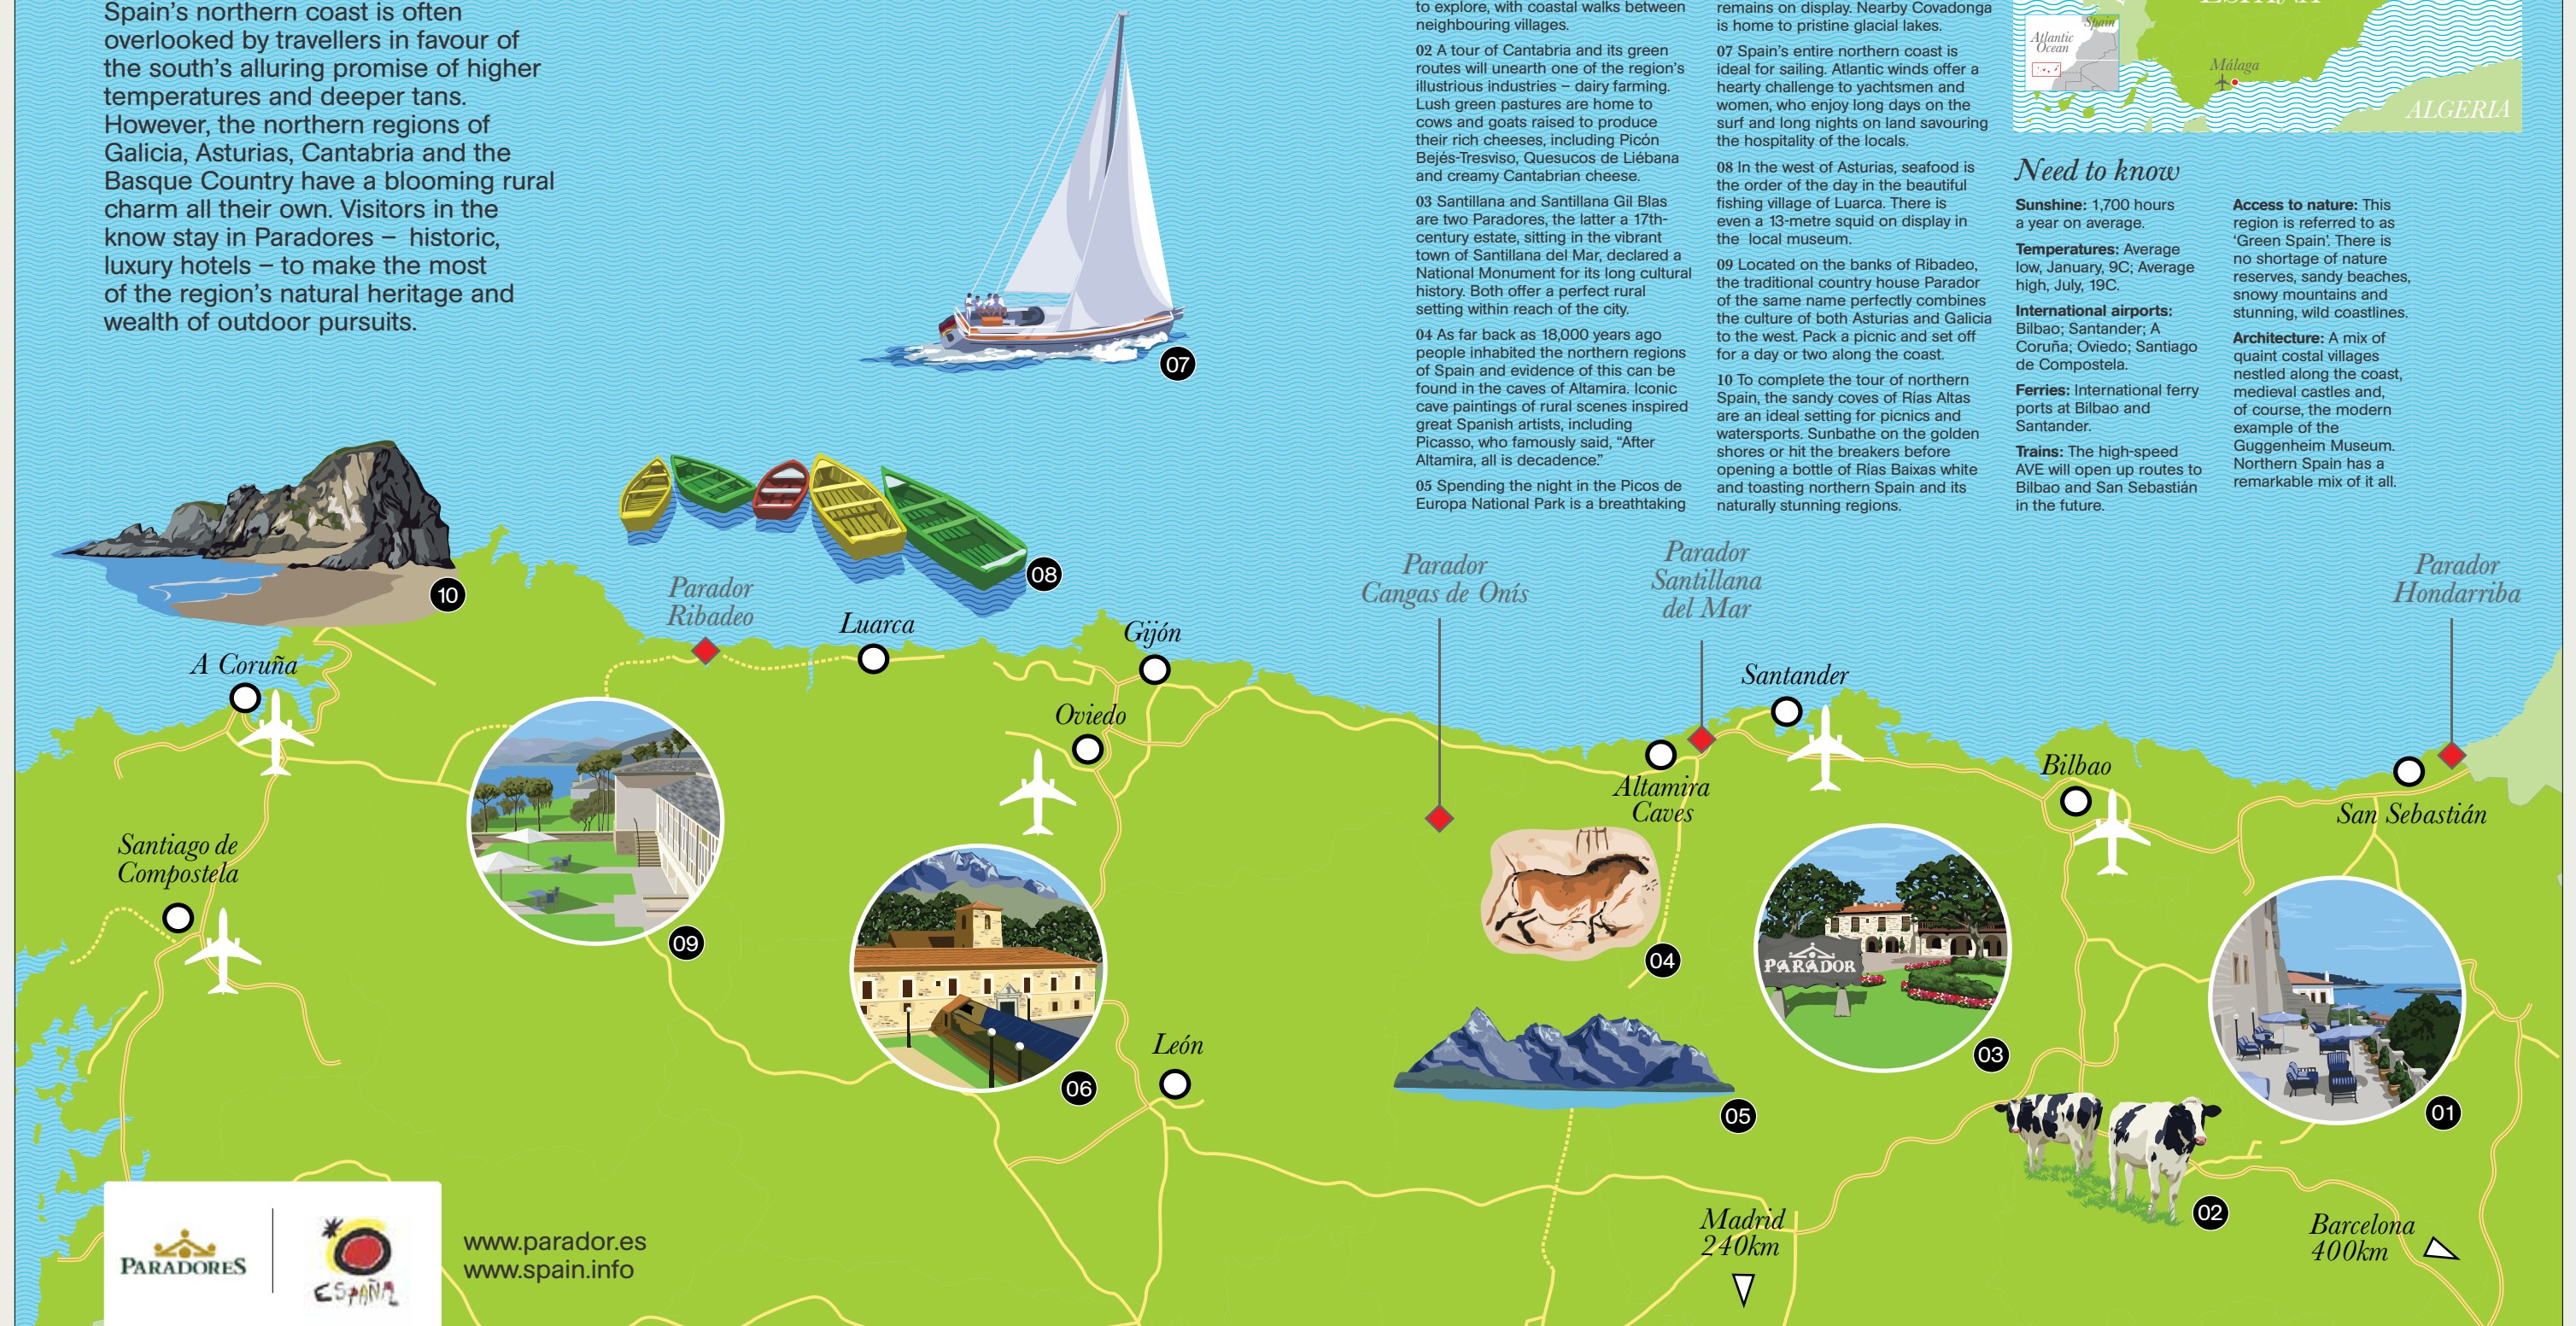 Spain's northern coast is often
overlooked by travellers in favour of
the south's alluring promise of higher
temperatures and deeper tans.
However, the northern regions of
Galicia, Asturias, Cantabria and the
Basque Country have a blooming rural
charm all their own. Visitors in the
know stay in Paradores – historic,
luxury hotels – to make the most
of the region's natural heritage and
wealth of outdoor pursuits.
to explore, with coastal walks between
neighbouring villages.
02 A tour of Cantabria and its green
routes will unearth one of the region's
illustrious industries – dairy farming.
Lush green pastures are home to
cows and goats raised to produce
their rich cheeses, including Picón
Bejés-Tresviso, Quesucos de Liébana
and creamy Cantabrian cheese.
03 Santillana and Santillana Gil Blas
are two Paradores, the latter a 17th-
century estate, sitting in the vibrant
town of Santillana del Mar, declared a
National Monument for its long cultural
history. Both offer a perfect rural
setting within reach of the city.
04 As far back as 18,000 years ago
people inhabited the northern regions
of Spain and evidence of this can be
found in the caves of Altamira. Iconic
cave paintings of rural scenes inspired
great Spanish artists, including
Picasso, who famously said, “After
Altamira, all is decadence.”
05 Spending the night in the Picos de
Europa National Park is a breathtaking
remains on display. Nearby Covadonga
is home to pristine glacial lakes.
07 Spain's entire northern coast is
ideal for sailing. Atlantic winds offer a
hearty challenge to yachtsmen and
women, who enjoy long days on the
surf and long nights on land savouring
the hospitality of the locals.
08 In the west of Asturias, seafood is
the order of the day in the beautiful
fishing village of Luarca. There is
even a 13-metre squid on display in
the local museum.
09 Located on the banks of Ribadeo,
the traditional country house Parador
of the same name perfectly combines
the culture of both Asturias and Galicia
to the west. Pack a picnic and set off
for a day or two along the coast.
10 To complete the tour of northern
Spain, the sandy coves of Rías Altas
are an ideal setting for picnics and
watersports. Sunbathe on the golden
shores or hit the breakers before
opening a bottle of Rías Baixas white
and toasting northern Spain and its
naturally stunning regions.
ESPAÑA
Spain
Atlantic
Ocean
Málaga
ALGERIA
Need to know
Sunshine: 1,700 hours
a year on average.
Temperatures: Average
low, January, 9C; Average
high, July, 19C.
International airports:
Bilbao; Santander; A
Coruña; Oviedo; Santiago
de Compostela.
Ferries: International ferry
ports at Bilbao and
Santander.
Trains: The high-speed
AVE will open up routes to
Bilbao and San Sebastián
in the future.
Access to nature: This
region is referred to as
‘Green Spain’. There is
no shortage of nature
reserves, sandy beaches,
snowy mountains and
stunning, wild coastlines.
Architecture: A mix of
quaint costal villages
nestled along the coast,
medieval castles and,
of course, the modern
example of the
Guggenheim Museum.
Northern Spain has a
remarkable mix of it all.
07
10
08
Parador
Ribadeo
Luarca
Gijón
Parador
Cangas de Onís
Parador
Santillana
del Mar
Parador
Hondarriba
A Coruña
Oviedo
Santander
Altamira
Caves
Bilbao
San Sebastián
Santiago de
Compostela
09
06
León
04
05
PARADOR
03
01
02
Madrid
240km
Barcelona
400km
PARADORES
ESPAÑA
www.parador.es
www.spain.info